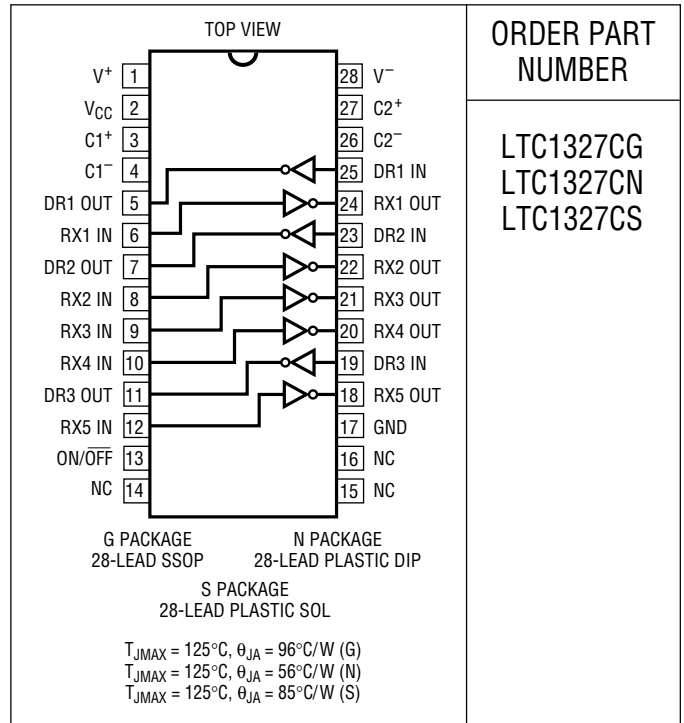 TOP VIEW
ORDER PART
NUMBER
V+ 1
28 V−
VCC 2
27 C2+
C1+ 3
26 C2−
C1− 4
25 DR1 IN
DR1 OUT 5
24 RX1 OUT
RX1 IN 6
23 DR2 IN
DR2 OUT 7
22 RX2 OUT
RX2 IN 8
21 RX3 OUT
RX3 IN 9
20 RX4 OUT
RX4 IN 10
19 DR3 IN
DR3 OUT 11
18 RX5 OUT
RX5 IN 12
17 GND
ON/O̅F̅F̅ 13
16 NC
NC 14
15 NC
LTC1327CG
LTC1327CN
LTC1327CS
G PACKAGE
28-LEAD SSOP
N PACKAGE
28-LEAD PLASTIC DIP
S PACKAGE
28-LEAD PLASTIC SOL
TJMAX = 125°C, θJA = 96°C/W (G)
TJMAX = 125°C, θJA = 56°C/W (N)
TJMAX = 125°C, θJA = 85°C/W (S)